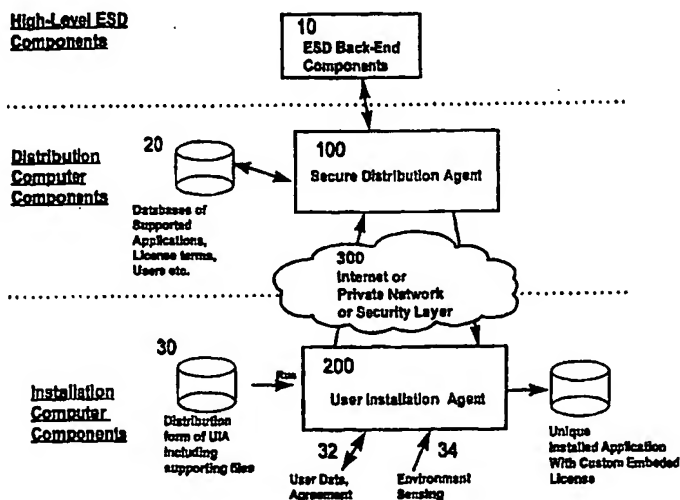 High-Level ESD
Components
10
ESD Back-End
Components
Distribution
Computer
Components
20
Databases of
Supported
Applications,
License terms,
Users etc.
100
Secure Distribution Agent
300
Internet or
Private Network
or Security Layer
Installation
Computer
Components
30
Distribution
form of UIA
including
supporting files
Run
200
User Installation Agent
32
User Data,
Agreement
34
Environment
Sensing
Unique
Installed Application
With Custom Embeded
License